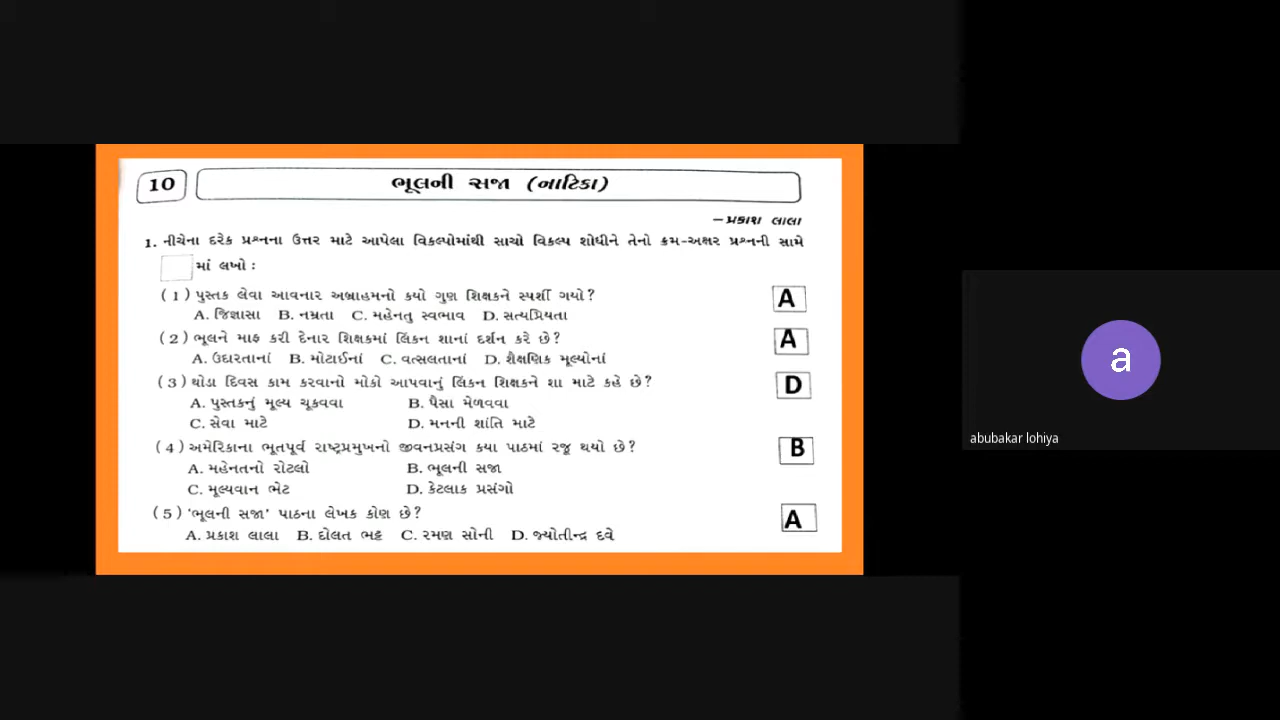 10
ભૂલની સજા (નાટિકા)
–પ્રકાશ લાલા
1. નીચેના દરેક પ્રશ્નના ઉત્તર માટે આપેલા વિકલ્પોમાંથી સાચો વિકલ્પ શોધીને તેનો ક્રમ-અક્ષર પ્રશ્નની સામે
માં લખો :
(1) પુસ્તક લેવા આવનાર અબ્રાહમનો કયો ગુણ શિક્ષકને સ્પર્શી ગયો? A
A. જિજ્ઞાસા B. નમ્રતા C. મહેનતુ સ્વભાવ D. સત્યપ્રિયતા
(2) ભૂલને માફ કરી દેનાર શિક્ષકમાં લિંકન શાનાં દર્શન કરે છે? A
A. ઉદારતાનાં B. મોટાઈનાં C. વત્સલતાનાં D. શૈક્ષણિક મૂલ્યોનાં
(3) થોડા દિવસ કામ કરવાનો મોકો આપવાનું લિંકન શિક્ષકને શા માટે કહે છે? D
A. પુસ્તકનું મૂલ્ય ચૂકવવા B. પૈસા મેળવવા
C. સેવા માટે D. મનની શાંતિ માટે
(4) અમેરિકાના ભૂતપૂર્વ રાષ્ટ્રપ્રમુખનો જીવનપ્રસંગ કયા પાઠમાં રજૂ થયો છે? B
A. મહેનતનો રોટલો B. ભૂલની સજા
C. મૂલ્યવાન ભેટ D. કેટલાક પ્રસંગો
(5) 'ભૂલની સજા' પાઠના લેખક કોણ છે? A
A. પ્રકાશ લાલા B. દોલત ભટ્ટ C. રમણ સોની D. જ્યોતીન્દ્ર દવે
a
abubakar lohiya